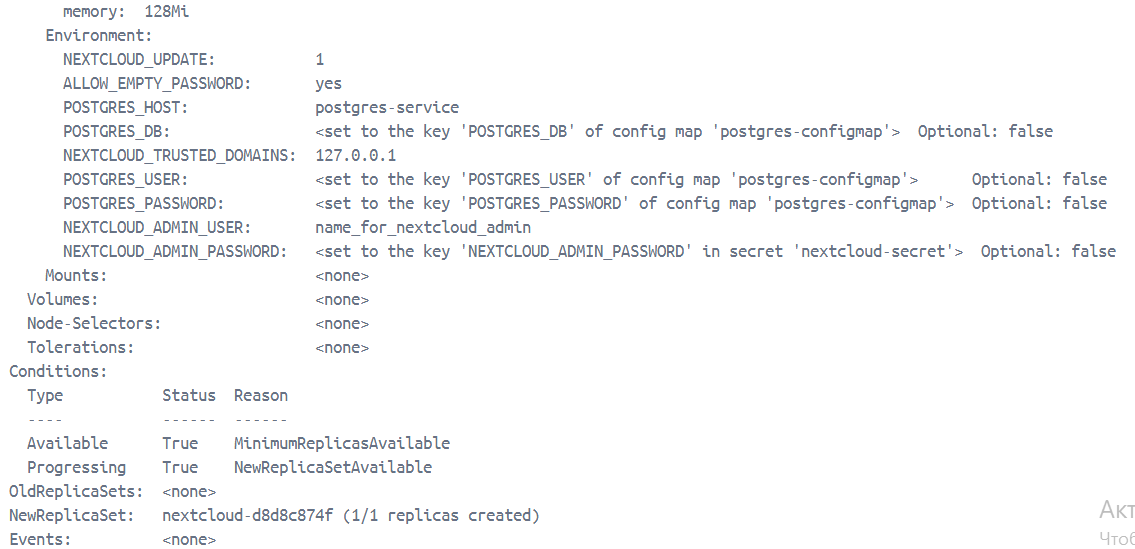 memory:  128Mi
Environment:
NEXTCLOUD_UPDATE:  1
ALLOW_EMPTY_PASSWORD:  yes
POSTGRES_HOST:  postgres-service
POSTGRES_DB:  <set to the key 'POSTGRES_DB' of config map 'postgres-configmap'>  Optional: false
NEXTCLOUD_TRUSTED_DOMAINS:  127.0.0.1
POSTGRES_USER:  <set to the key 'POSTGRES_USER' of config map 'postgres-configmap'>  Optional: false
POSTGRES_PASSWORD:  <set to the key 'POSTGRES_PASSWORD' of config map 'postgres-configmap'>  Optional: false
NEXTCLOUD_ADMIN_USER:  name_for_nextcloud_admin
NEXTCLOUD_ADMIN_PASSWORD:  <set to the key 'NEXTCLOUD_ADMIN_PASSWORD' in secret 'nextcloud-secret'>  Optional: false
Mounts:  <none>
Volumes:  <none>
Node-Selectors:  <none>
Tolerations:  <none>
Conditions:
Type  Status  Reason
----  ------  ------
Available  True  MinimumReplicasAvailable
Progressing  True  NewReplicaSetAvailable
OldReplicaSets:  <none>
NewReplicaSet:  nextcloud-d8d8c874f (1/1 replicas created)
Events:  <none>
Акт
Чтоб